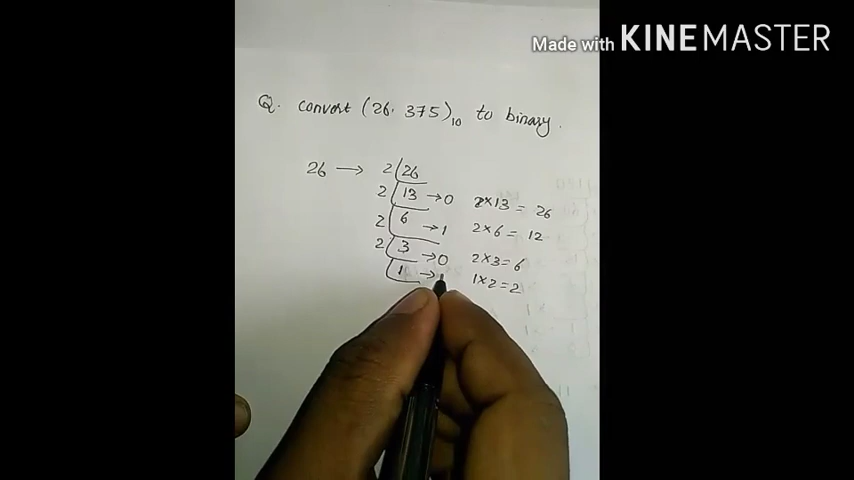 Made with KINEMASTER
Q. convert (26.375)10 to binary.
26 → 2 26
2 13 → 0 2×13 = 26
2 6 → 1 2×6 = 12
2 3 → 0 2×3 = 6
1 → 1×2 = 2